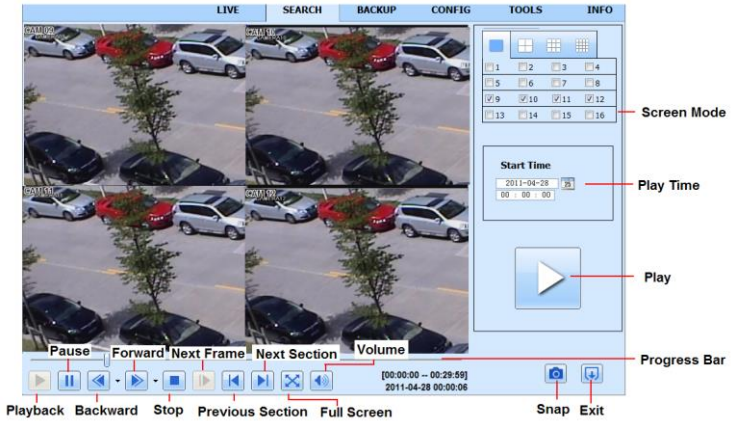 LIVE SEARCH BACKUP CONFIG TOOLS INFO
CAM 09 CAM 10
1 2 3 4
5 6 7 8
9 10 11 12
13 14 15 16
Screen Mode
Start Time
2011-04-28 25
00 : 00 : 00
Play Time
Play
CAM 11 CAM 12
Pause Forward Next Frame Next Section Volume
Progress Bar
[00:00:00 -- 00:29:59]
2011-04-28 00:00:06
Playback Backward Stop Previous Section Full Screen Snap Exit